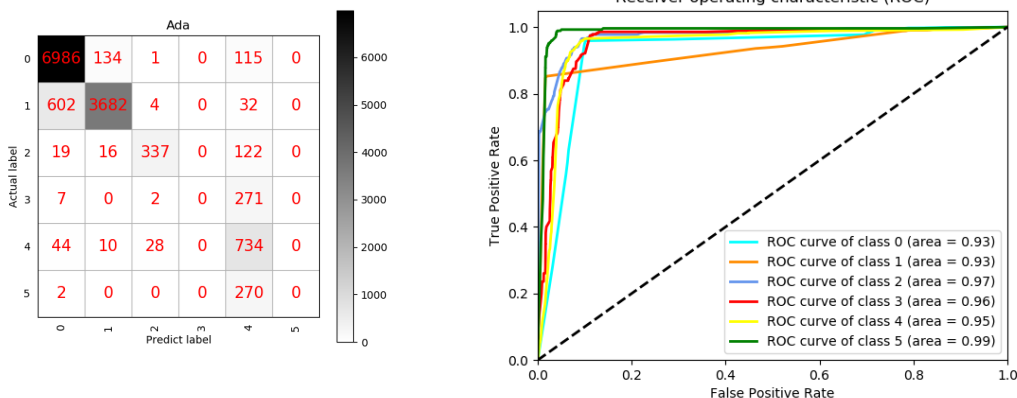 Ada
0 6986 134 1 0 115 0
1 602 3682 4 0 32 0
2 19 16 337 0 122 0
3 7 0 2 0 271 0
4 44 10 28 0 734 0
5 2 0 0 0 270 0
0 1 2 3 4 5
Predict label
Actual label
6000
5000
4000
3000
2000
1000
0
Receiver operating characteristic (ROC)
1.0
0.8
0.6
0.4
0.2
0.0
0.0 0.2 0.4 0.6 0.8 1.0
True Positive Rate
False Positive Rate
ROC curve of class 0 (area = 0.93)
ROC curve of class 1 (area = 0.93)
ROC curve of class 2 (area = 0.97)
ROC curve of class 3 (area = 0.96)
ROC curve of class 4 (area = 0.95)
ROC curve of class 5 (area = 0.99)